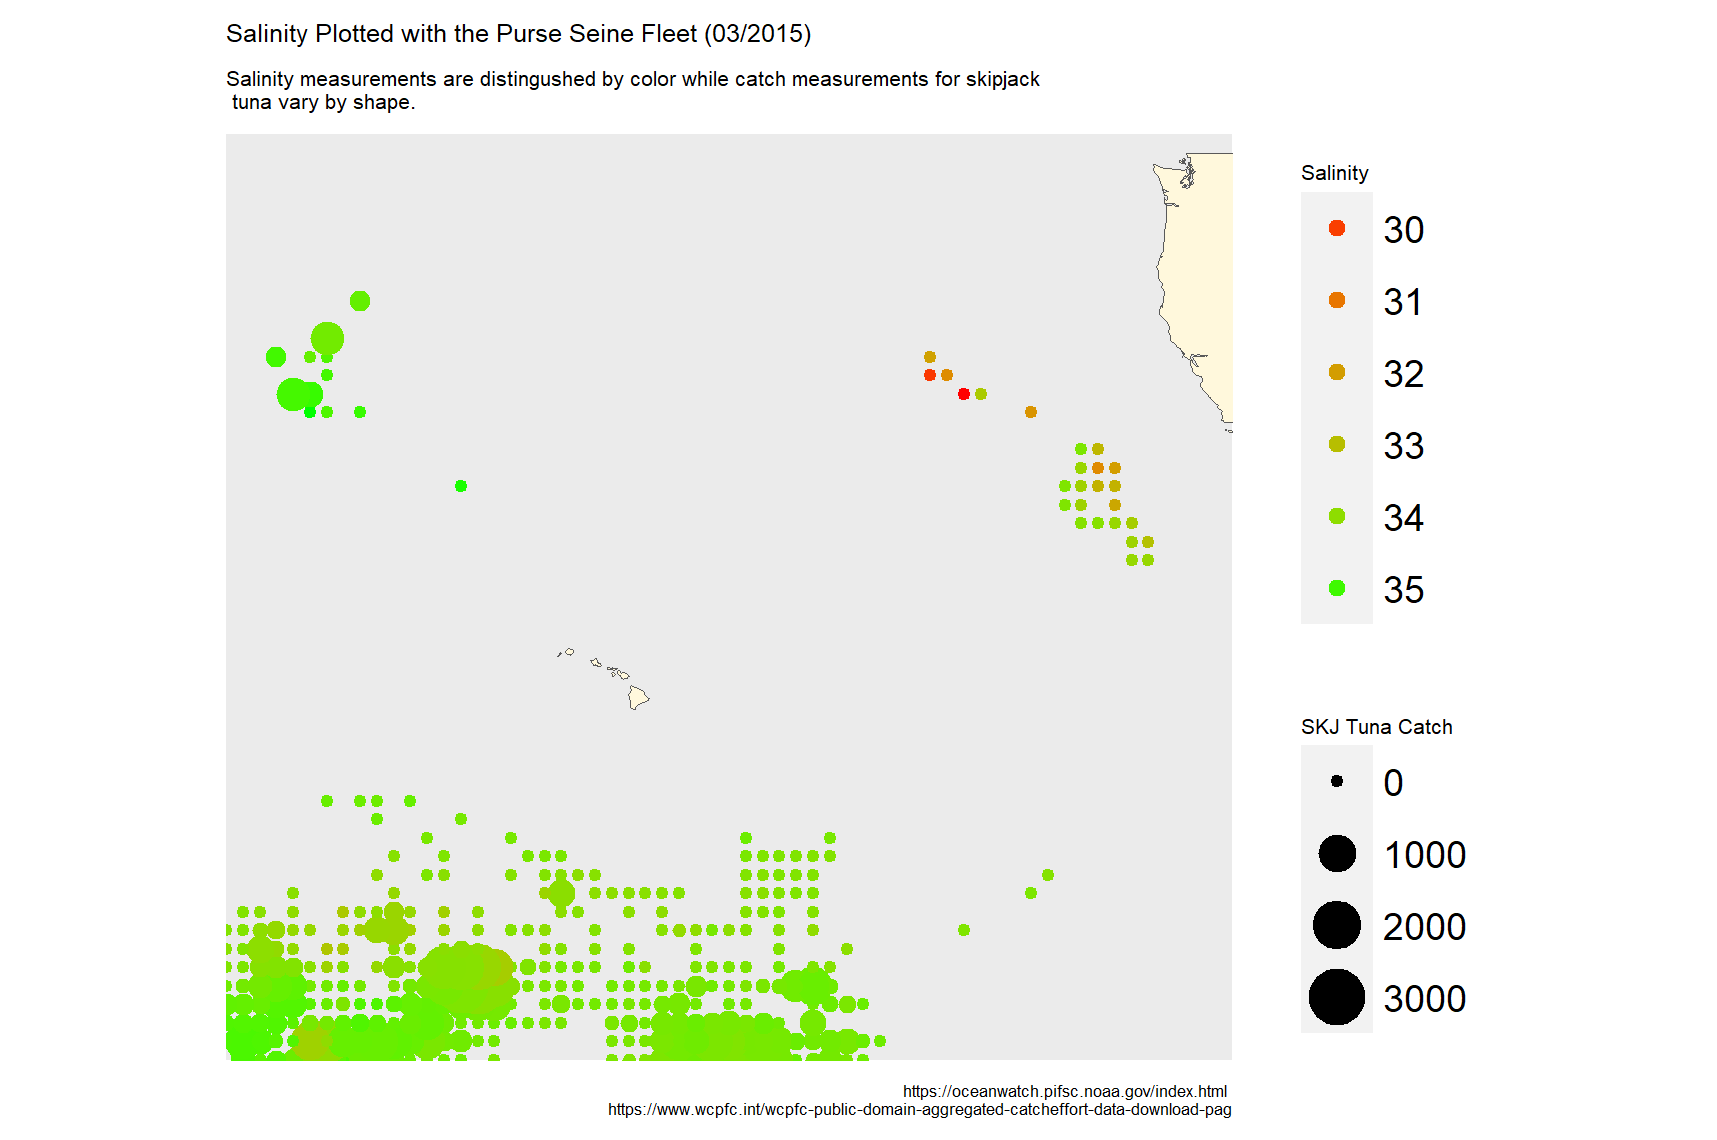 Salinity Plotted with the Purse Seine Fleet (03/2015)
Salinity measurements are distingushed by color while catch measurements for skipjack
tuna vary by shape.
Salinity
30
31
32
33
34
35
SKJ Tuna Catch
0
1000
2000
3000
https://oceanwatch.pifsc.noaa.gov/index.html
https://www.wcpfc.int/wcpfc-public-domain-aggregated-catcheffort-data-download-pag